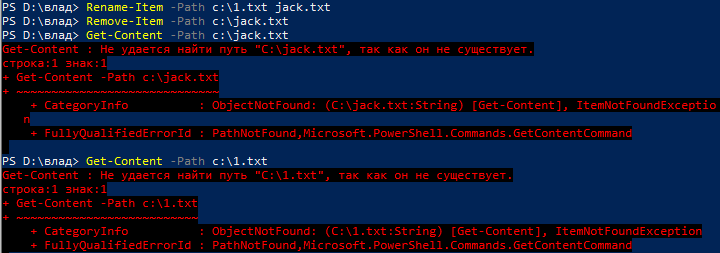 PS D:\влад> Rename-Item -Path c:\1.txt jack.txt
PS D:\влад> Remove-Item -Path c:\jack.txt
PS D:\влад> Get-Content -Path c:\jack.txt
Get-Content : Не удается найти путь "C:\jack.txt", так как он не существует.
строка:1 знак:1
+ Get-Content -Path c:\jack.txt
+ ~~~~~~~~~~~~~~~~~~~~~~~~~~~~~
    + CategoryInfo          : ObjectNotFound: (C:\jack.txt:String) [Get-Content], ItemNotFoundExceptio
   n
    + FullyQualifiedErrorId : PathNotFound,Microsoft.PowerShell.Commands.GetContentCommand
PS D:\влад> Get-Content -Path c:\1.txt
Get-Content : Не удается найти путь "C:\1.txt", так как он не существует.
строка:1 знак:1
+ Get-Content -Path c:\1.txt
+ ~~~~~~~~~~~~~~~~~~~~~~~~~~
    + CategoryInfo          : ObjectNotFound: (C:\1.txt:String) [Get-Content], ItemNotFoundException
    + FullyQualifiedErrorId : PathNotFound,Microsoft.PowerShell.Commands.GetContentCommand